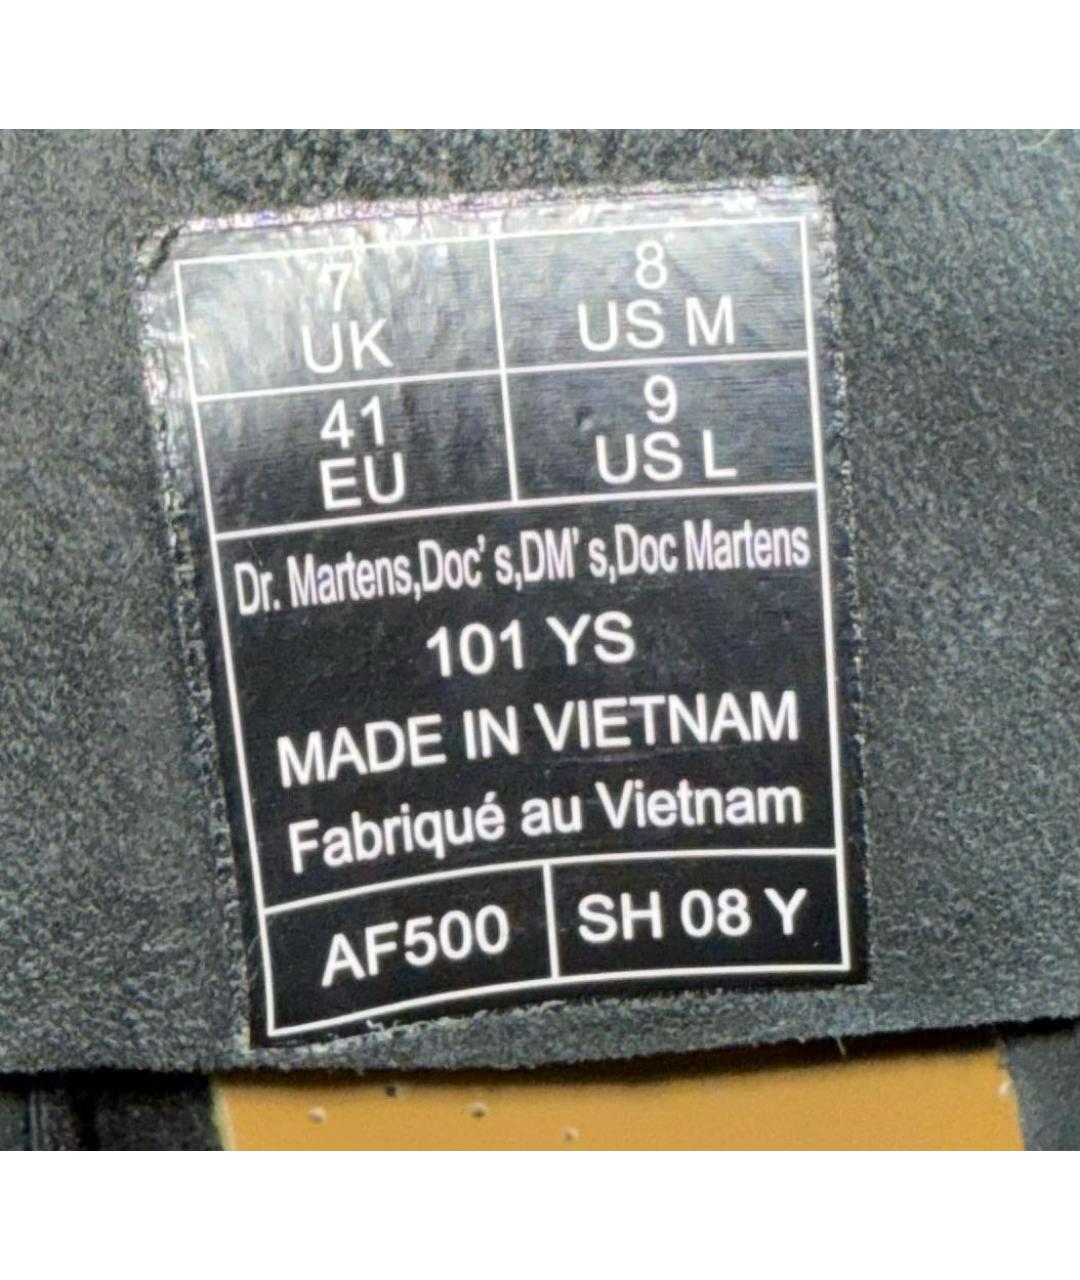 7
UK
8
US M
41
EU
9
US L
Dr. Martens,Doc's,DM's,Doc Martens
101 YS
MADE IN VIETNAM
Fabriqué au Vietnam
AF500
SH 08 Y